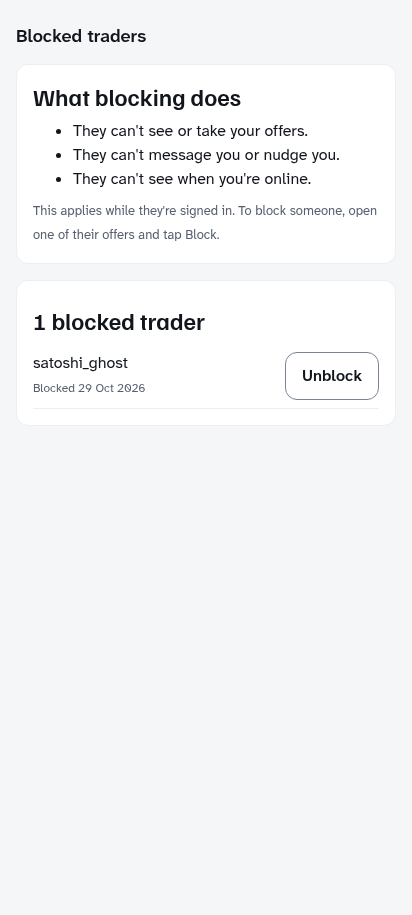 Blocked traders
What blocking does
• They can't see or take your offers.
• They can't message you or nudge you.
• They can't see when you're online.
This applies while they're signed in. To block someone, open
one of their offers and tap Block.
1 blocked trader
satoshi_ghost
Blocked 29 Oct 2026
Unblock